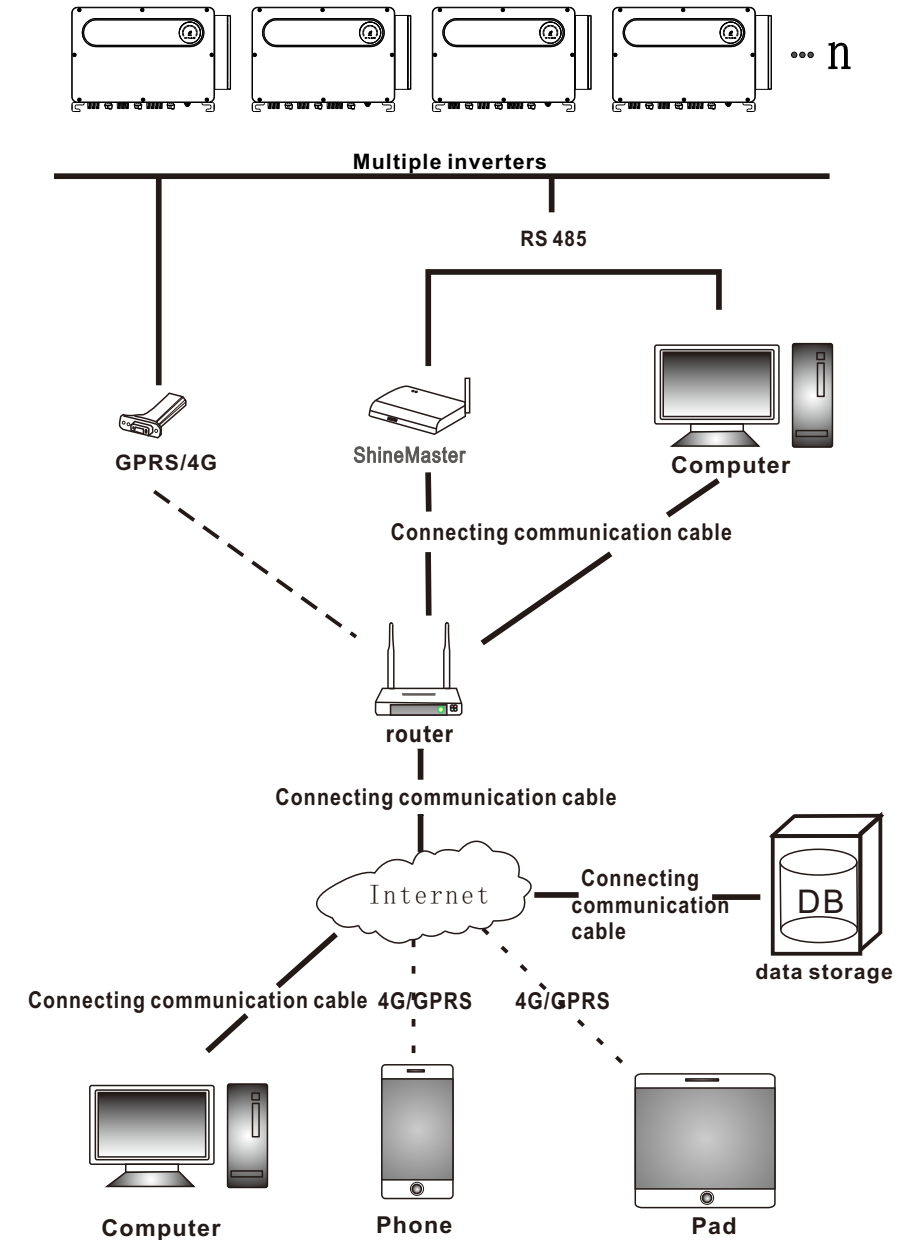 ··· n
Multiple inverters
RS 485
GPRS/4G
ShineMaster
Computer
Connecting communication cable
router
Connecting communication cable
Internet
Connecting
communication
cable
DB
data storage
Connecting communication cable
4G/GPRS
4G/GPRS
Computer
Phone
Pad